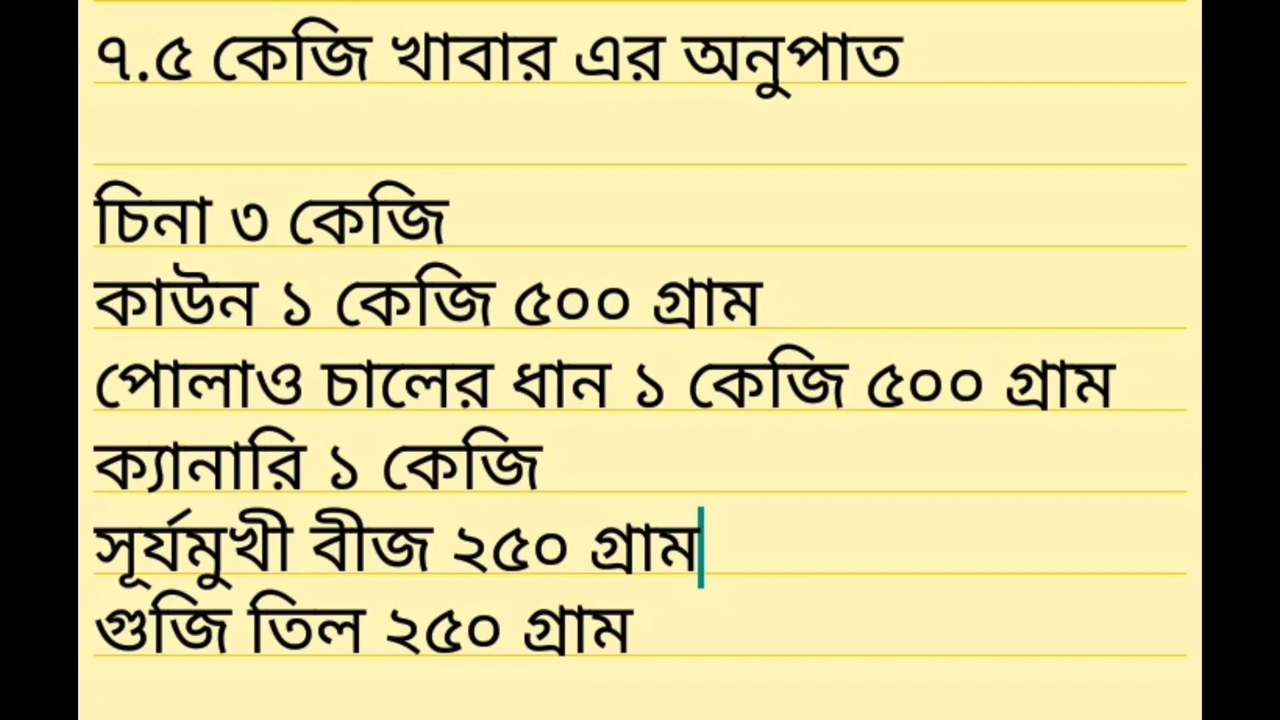 ৭.৫ কেজি খাবার এর অনুপাত
চিনা ৩ কেজি
কাউন ১ কেজি ৫০০ গ্রাম
পোলাও চালের ধান ১ কেজি ৫০০ গ্রাম
ক্যানারি ১ কেজি
সূর্যমুখী বীজ ২৫০ গ্রাম
গুজি তিল ২৫০ গ্রাম